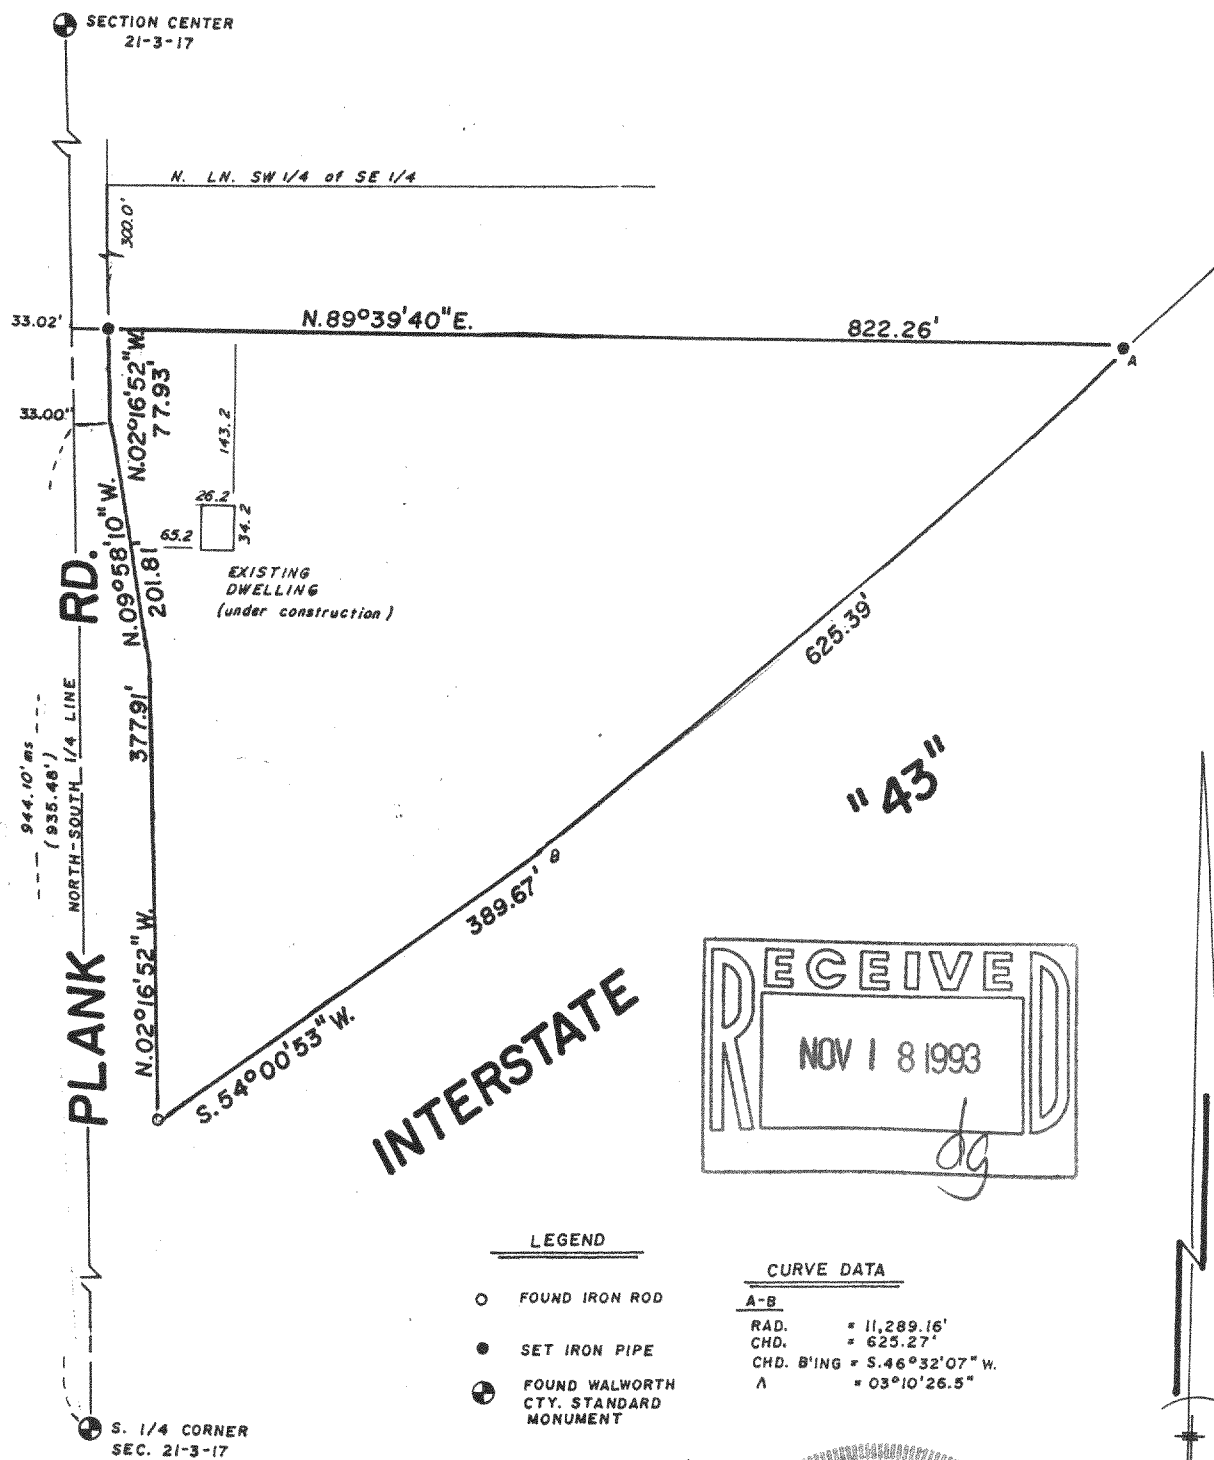 SECTION CENTER
21-3-17
N. LN. SW 1/4 of SE 1/4
300.0'
33.02'
N.89°39'40"E.
822.26'
A
N.02°16'52"W.
77.93'
33.00'
143.2
26.2
34.2
65.2
N.09°58'10"W.
201.81'
EXISTING
DWELLING
(under construction)
PLANK RD.
625.39'
377.91'
944.10' ms
(935.48')
NORTH-SOUTH 1/4 LINE
"43"
B
389.67'
N.02°16'52"W.
S.54°00'53"W.
INTERSTATE
RECEIVED
NOV 18 1993
dg
LEGEND
FOUND IRON ROD
SET IRON PIPE
FOUND WALWORTH
CTY. STANDARD
MONUMENT
CURVE DATA
A-B
RAD. = 11,289.16'
CHD. = 625.27'
CHD. B'ING = S.46°32'07"W.
Λ = 03°10'26.5"
S. 1/4 CORNER
SEC. 21-3-17